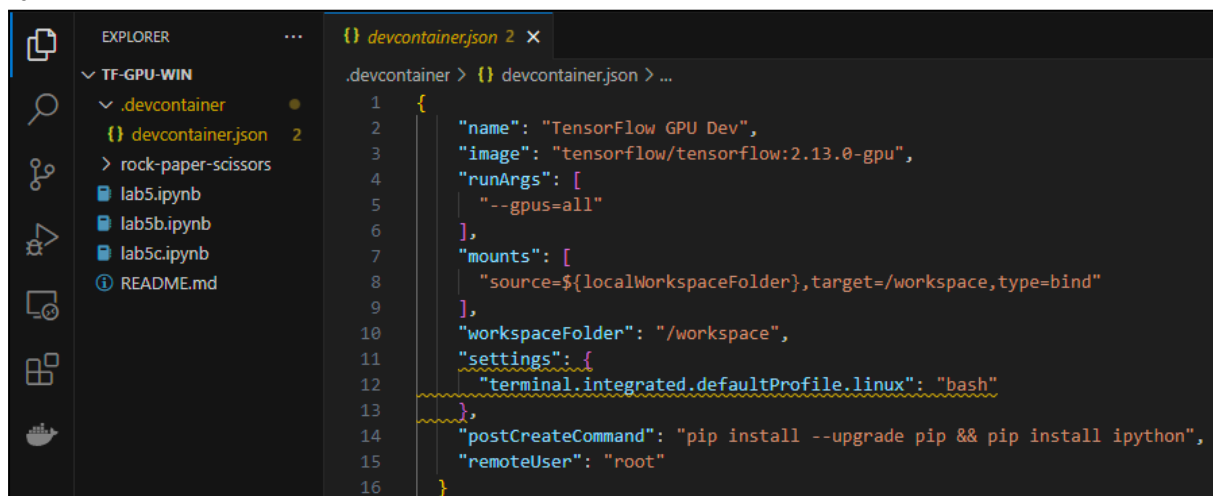 EXPLORER ...
TF-GPU-WIN
.devcontainer
{} devcontainer.json 2
rock-paper-scissors
lab5.ipynb
lab5b.ipynb
lab5c.ipynb
README.md
{} devcontainer.json 2 ×
.devcontainer > {} devcontainer.json > ...
1 {
2 "name": "TensorFlow GPU Dev",
3 "image": "tensorflow/tensorflow:2.13.0-gpu",
4 "runArgs": [
5 "--gpus=all"
6 ],
7 "mounts": [
8 "source=${localWorkspaceFolder},target=/workspace,type=bind"
9 ],
10 "workspaceFolder": "/workspace",
11 "settings": {
12 "terminal.integrated.defaultProfile.linux": "bash"
13 },
14 "postCreateCommand": "pip install --upgrade pip && pip install ipython",
15 "remoteUser": "root"
16 }